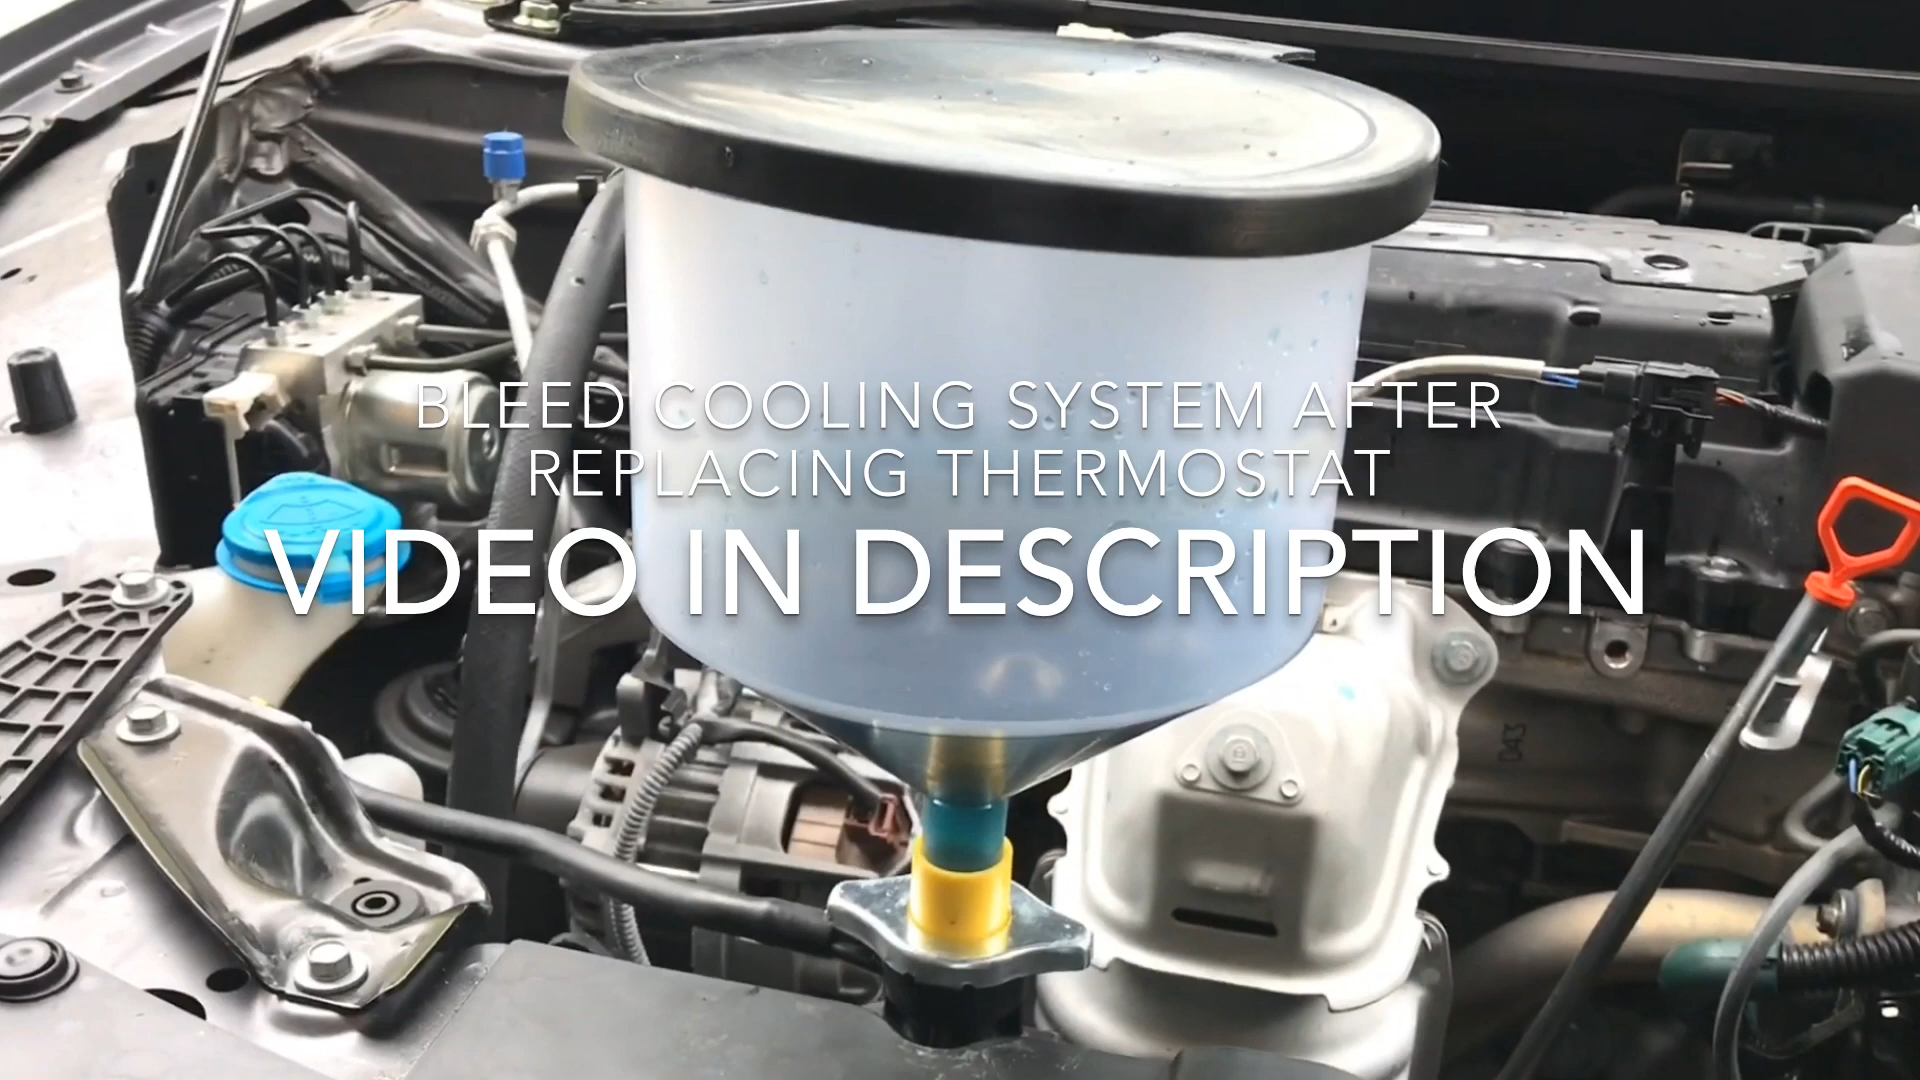 BLEED COOLING SYSTEM AFTER
REPLACING THERMOSTAT
VIDEO IN DESCRIPTION